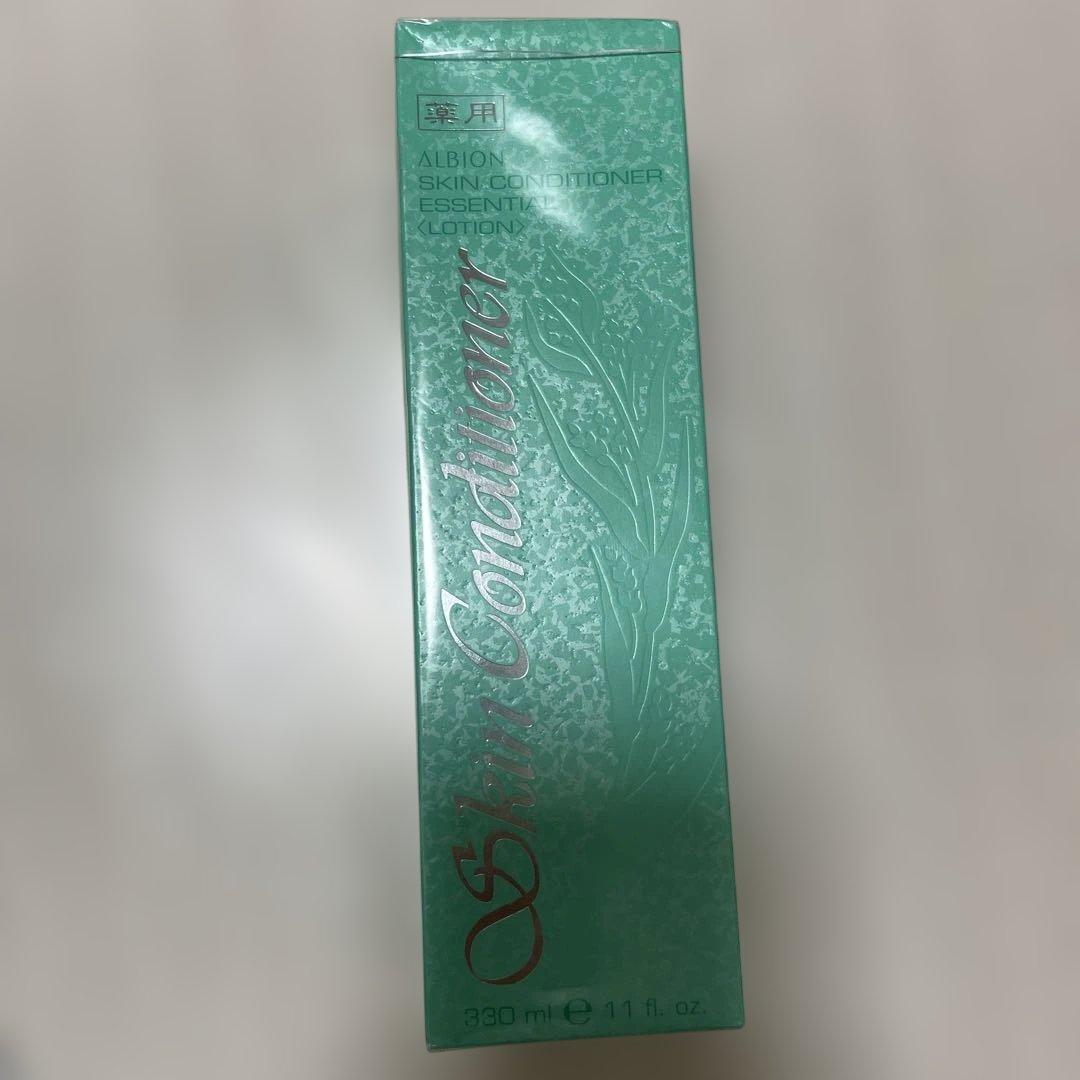 薬用
ALBION
SKIN CONDITIONER
ESSENTIAL
〈LOTION〉
Skin Conditioner
330 ml ℮ 11 fl. oz.